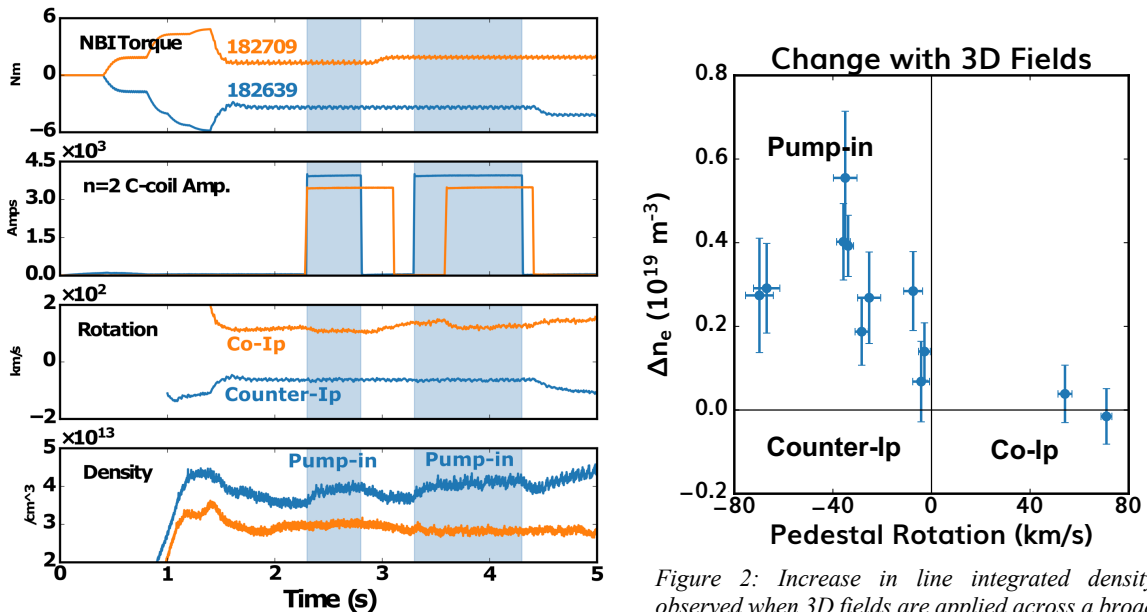 NBI Torque
182709
182639
Nm
6
0
−6
×10³
n=2 C-coil Amp.
Amps
4.5
3.0
1.5
0.0
×10²
Rotation
Co-Ip
Counter-Ip
km/s
2
0
−2
×10¹³
Density
Pump-in
Pump-in
/cm^3
5
4
3
2
0 1 2 3 4 5
Time (s)
Change with 3D Fields
Pump-in
Δnₑ (10¹⁹ m⁻³)
0.8
0.6
0.4
0.2
0.0
−0.2
Counter-Ip
Co-Ip
−80 −40 0 40 80
Pedestal Rotation (km/s)
Figure 2: Increase in line integrated density
observed when 3D fields are applied across a broad